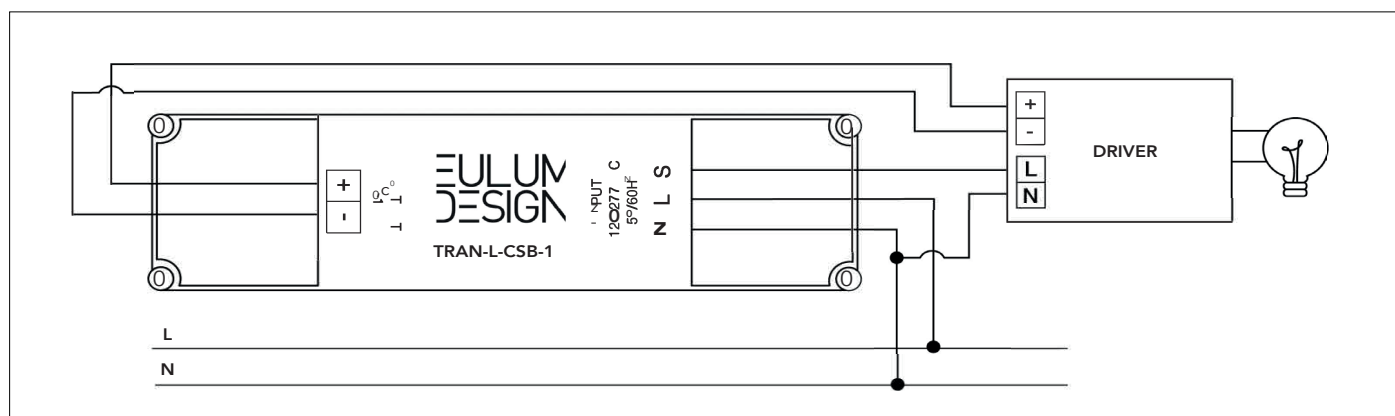 +
-
L
N
DRIVER
+
-
EULUM
DESIGN
TRAN-L-CSB-1
S
L
N
L
N